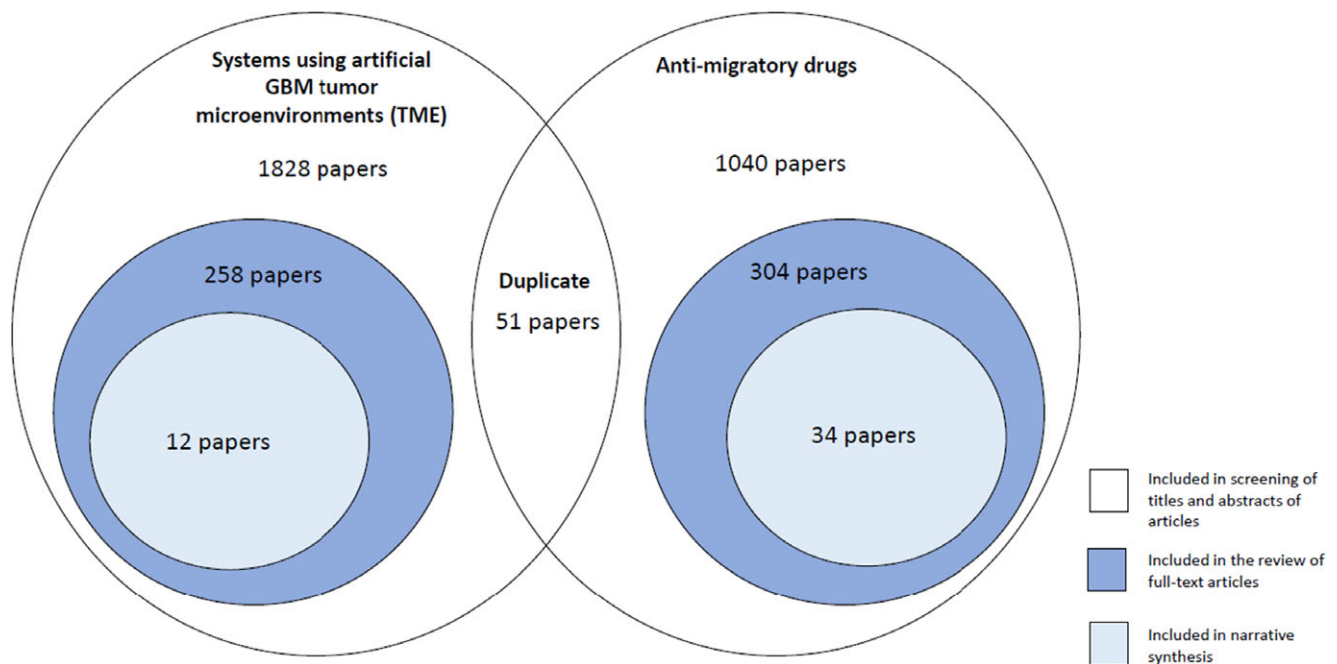 Systems using artificial
GBM tumor
microenvironments (TME)
1828 papers
258 papers
12 papers
Duplicate
51 papers
Anti-migratory drugs
1040 papers
304 papers
34 papers
Included in screening of
titles and abstracts of
articles
Included in the review of
full-text articles
Included in narrative
synthesis